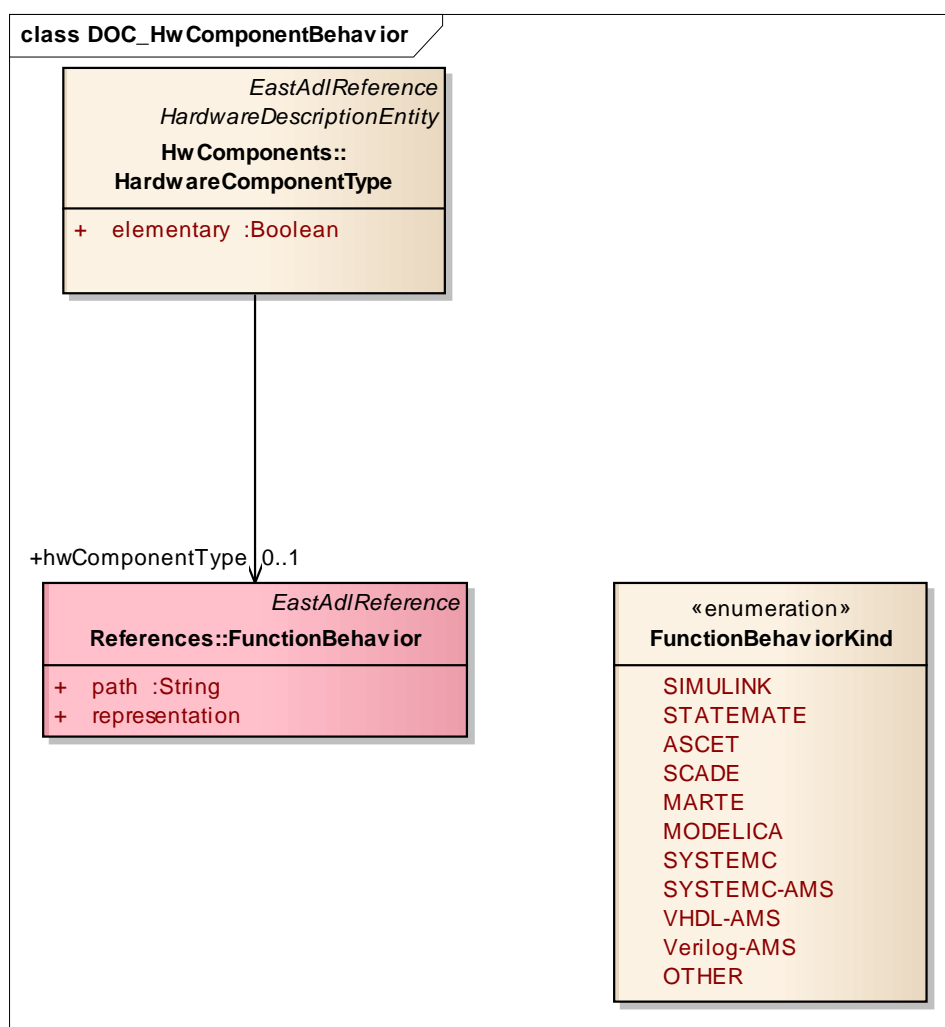 class DOC_HwComponentBehavior
EastAdlReference
HardwareDescriptionEntity
HwComponents::
HardwareComponentType
+ elementary :Boolean
+hwComponentType 0..1
EastAdlReference
References::FunctionBehavior
+ path :String
+ representation
«enumeration»
FunctionBehaviorKind
SIMULINK
STATEMATE
ASCET
SCADE
MARTE
MODELICA
SYSTEMC
SYSTEMC-AMS
VHDL-AMS
Verilog-AMS
OTHER